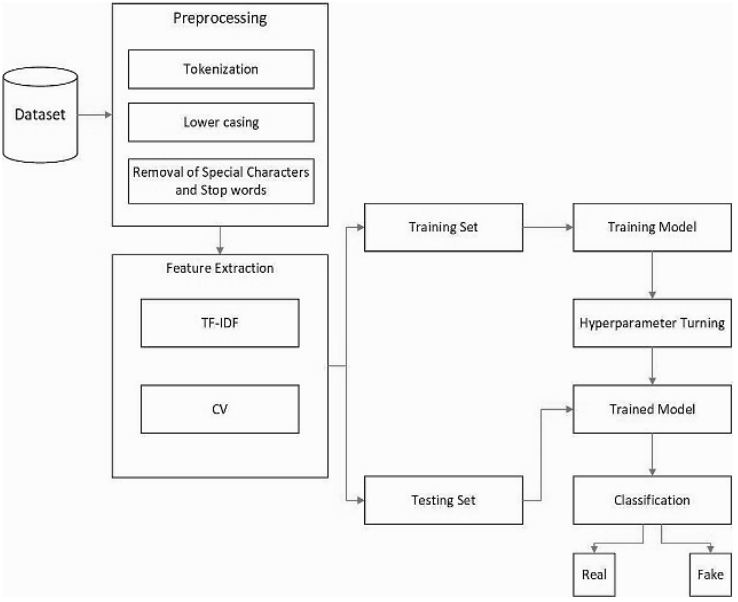 Preprocessing
Tokenization
Dataset
Lower casing
Removal of Special Characters
and Stop words
Training Set
Training Model
Feature Extraction
TF-IDF
Hyperparameter Turning
CV
Trained Model
Testing Set
Classification
Real
Fake